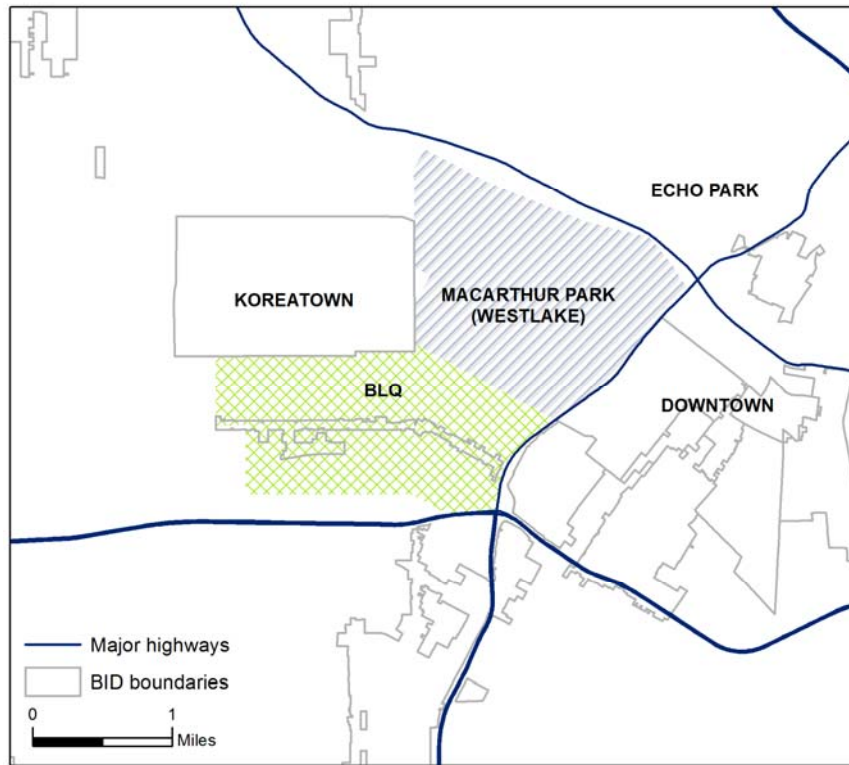 ECHO PARK
KOREATOWN
MACARTHUR PARK
(WESTLAKE)
BLQ
DOWNTOWN
Major highways
BID boundaries
0 1
Miles